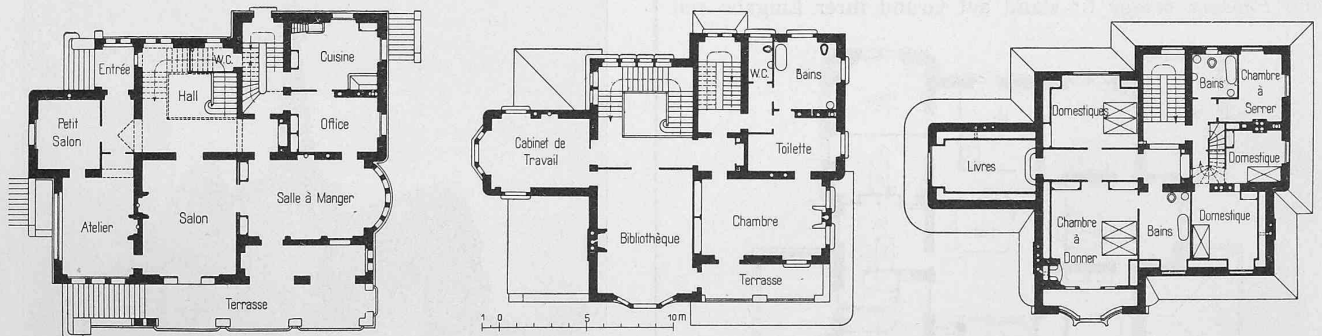 Entrée
W.C.
Cuisine
Hall
Petit
Salon
Office
Salle à Manger
Atelier
Salon
Terrasse
W.C.
Bains
Cabinet de
Travail
Toilette
Bibliothèque
Chambre
Terrasse
1 0 5 10 m
Bains
Chambre
à
Serrer
Domestiques
Livres
Domestique
Chambre
à
Donner
Bains
Domestique